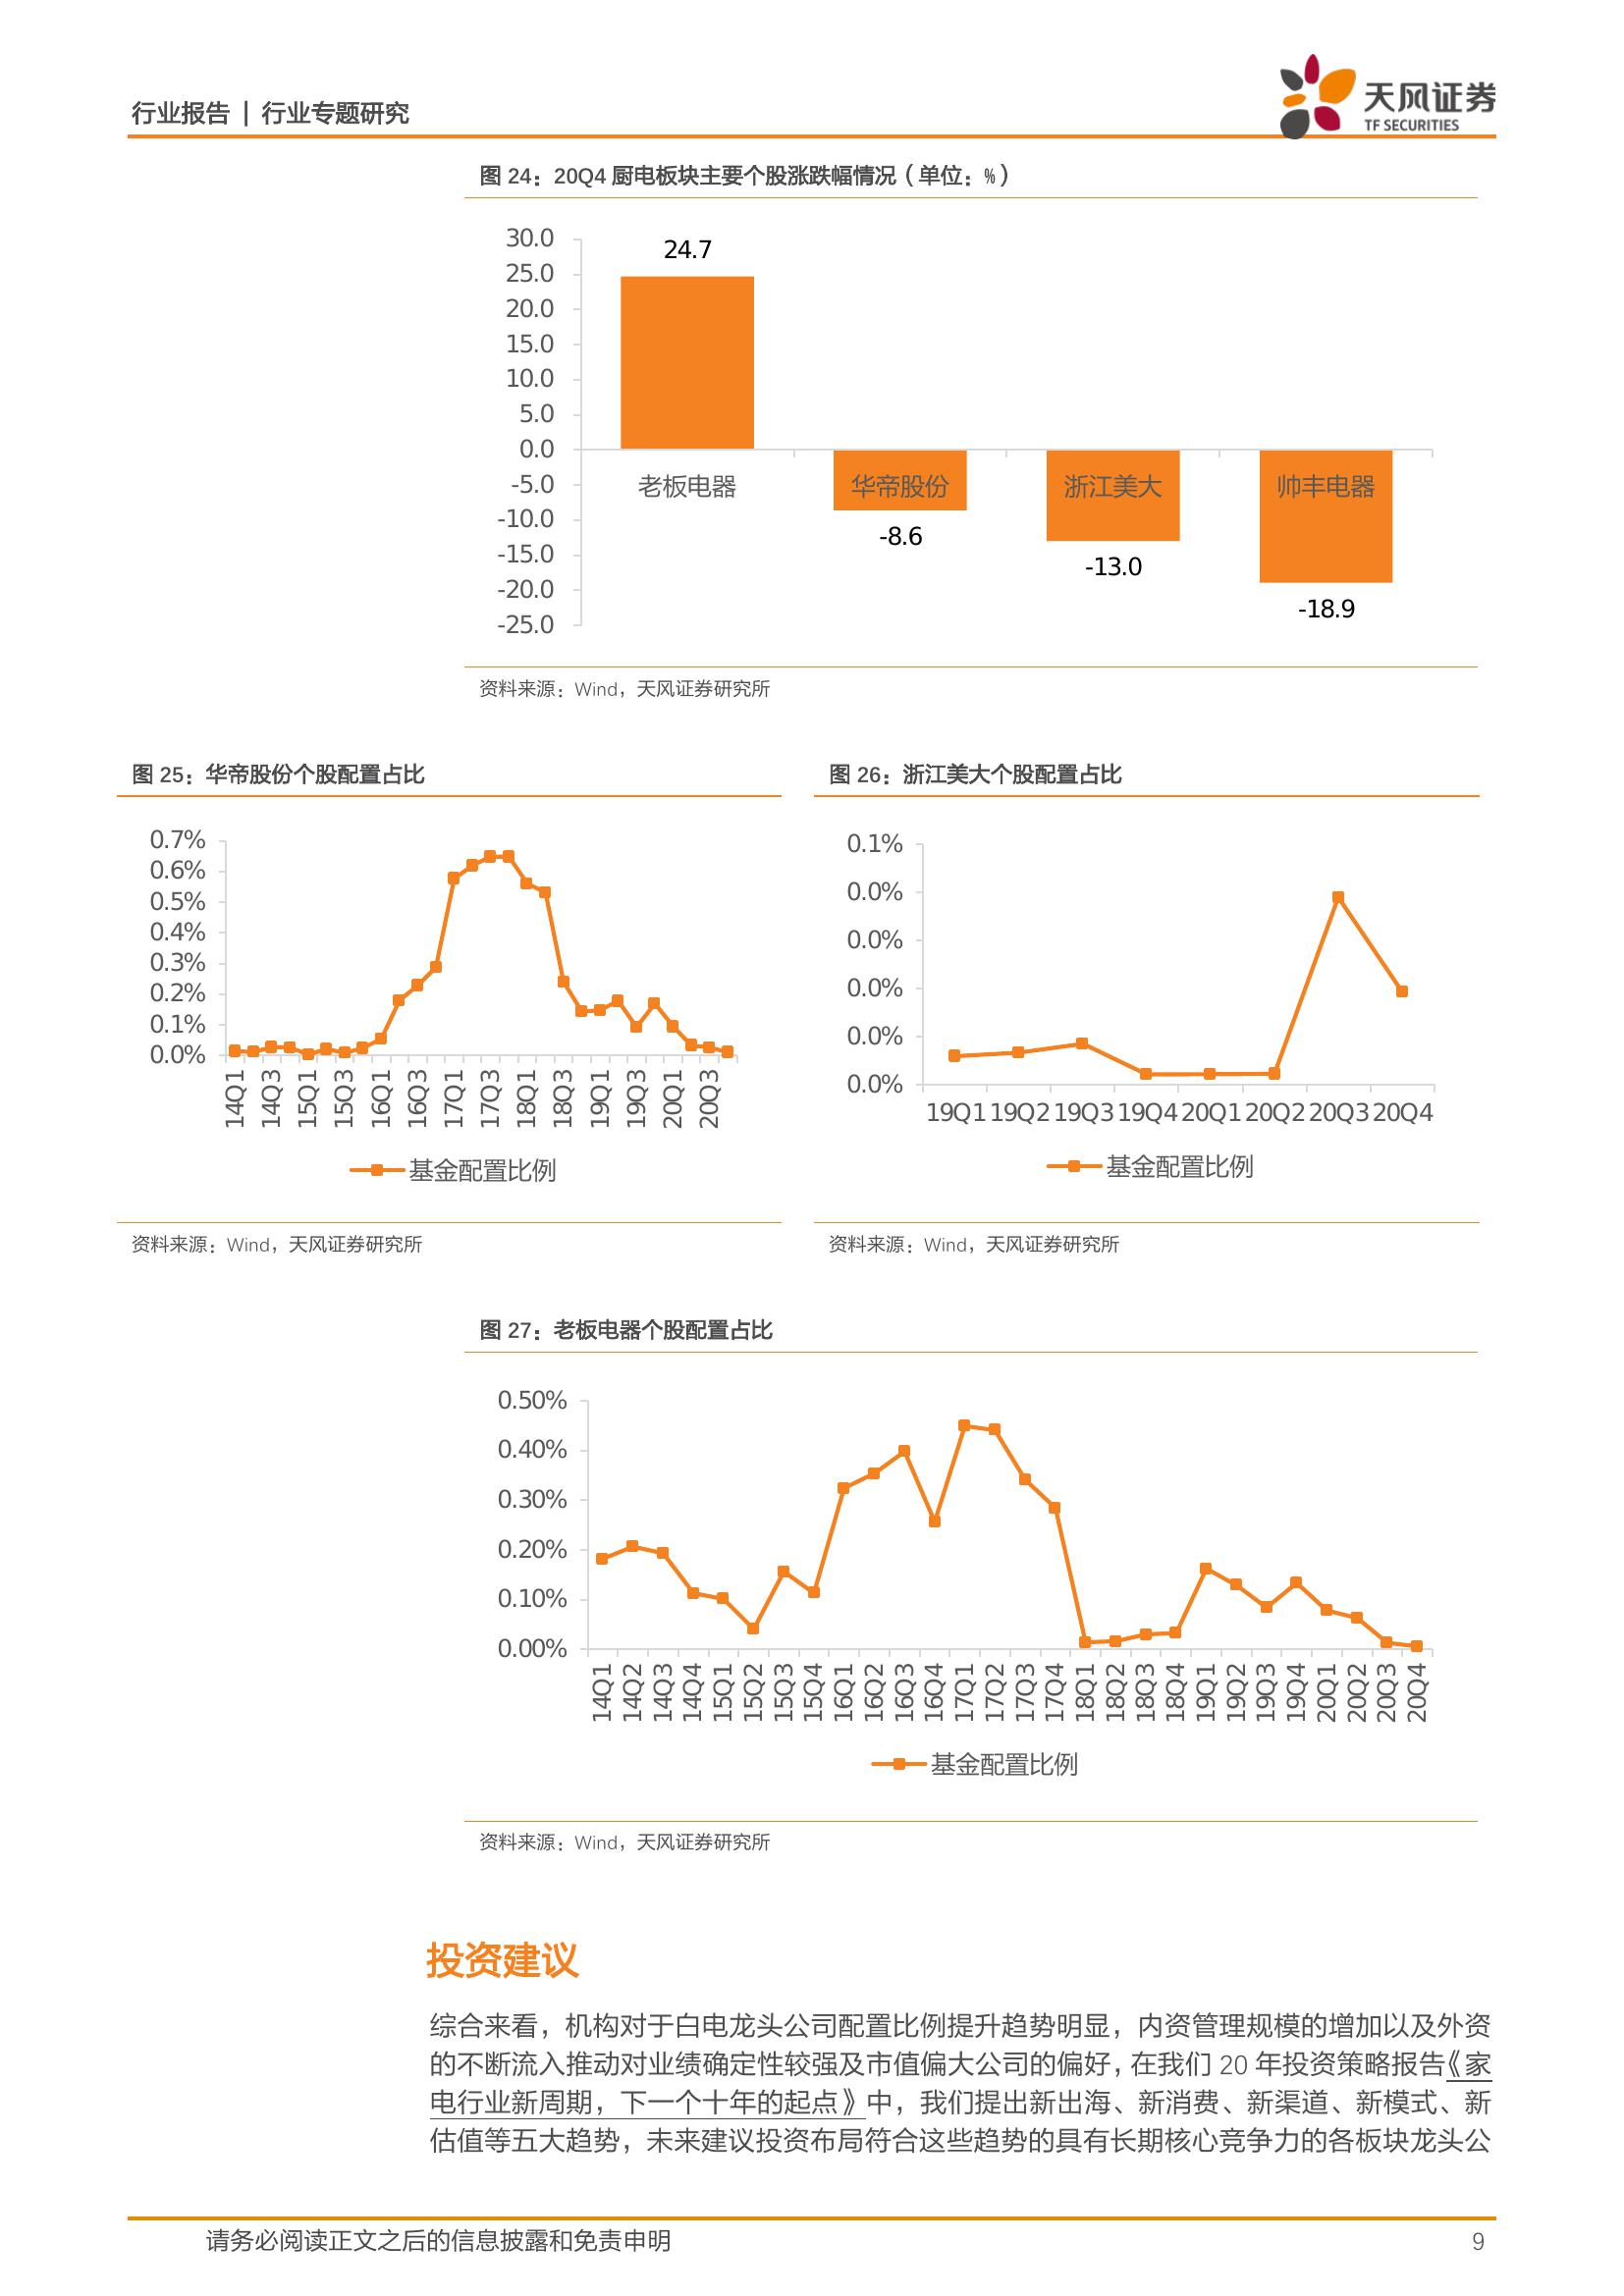 行业报告 | 行业专题研究
天风证券
TF SECURITIES
图 24：20Q4 厨电板块主要个股涨跌幅情况（单位：%）
30.0
25.0
20.0
15.0
10.0
5.0
0.0
-5.0
-10.0
-15.0
-20.0
-25.0
24.7
-8.6
-13.0
-18.9
老板电器
华帝股份
浙江美大
帅丰电器
资料来源：Wind，天风证券研究所
图 25：华帝股份个股配置占比
0.7%
0.6%
0.5%
0.4%
0.3%
0.2%
0.1%
0.0%
14Q1
14Q3
15Q1
15Q3
16Q1
16Q3
17Q1
17Q3
18Q1
18Q3
19Q1
19Q3
20Q1
20Q3
基金配置比例
资料来源：Wind，天风证券研究所
图 26：浙江美大个股配置占比
0.1%
0.0%
0.0%
0.0%
0.0%
0.0%
19Q1 19Q2 19Q3 19Q4 20Q1 20Q2 20Q3 20Q4
基金配置比例
资料来源：Wind，天风证券研究所
图 27：老板电器个股配置占比
0.50%
0.40%
0.30%
0.20%
0.10%
0.00%
14Q1
14Q2
14Q3
14Q4
15Q1
15Q2
15Q3
15Q4
16Q1
16Q2
16Q3
16Q4
17Q1
17Q2
17Q3
17Q4
18Q1
18Q2
18Q3
18Q4
19Q1
19Q2
19Q3
19Q4
20Q1
20Q2
20Q3
20Q4
基金配置比例
资料来源：Wind，天风证券研究所
投资建议
综合来看，机构对于白电龙头公司配置比例提升趋势明显，内资管理规模的增加以及外资
的不断流入推动对业绩确定性较强及市值偏大公司的偏好，在我们 20 年投资策略报告《家
电行业新周期，下一个十年的起点》中，我们提出新出海、新消费、新渠道、新模式、新
估值等五大趋势，未来建议投资布局符合这些趋势的具有长期核心竞争力的各板块龙头公
请务必阅读正文之后的信息披露和免责申明
9